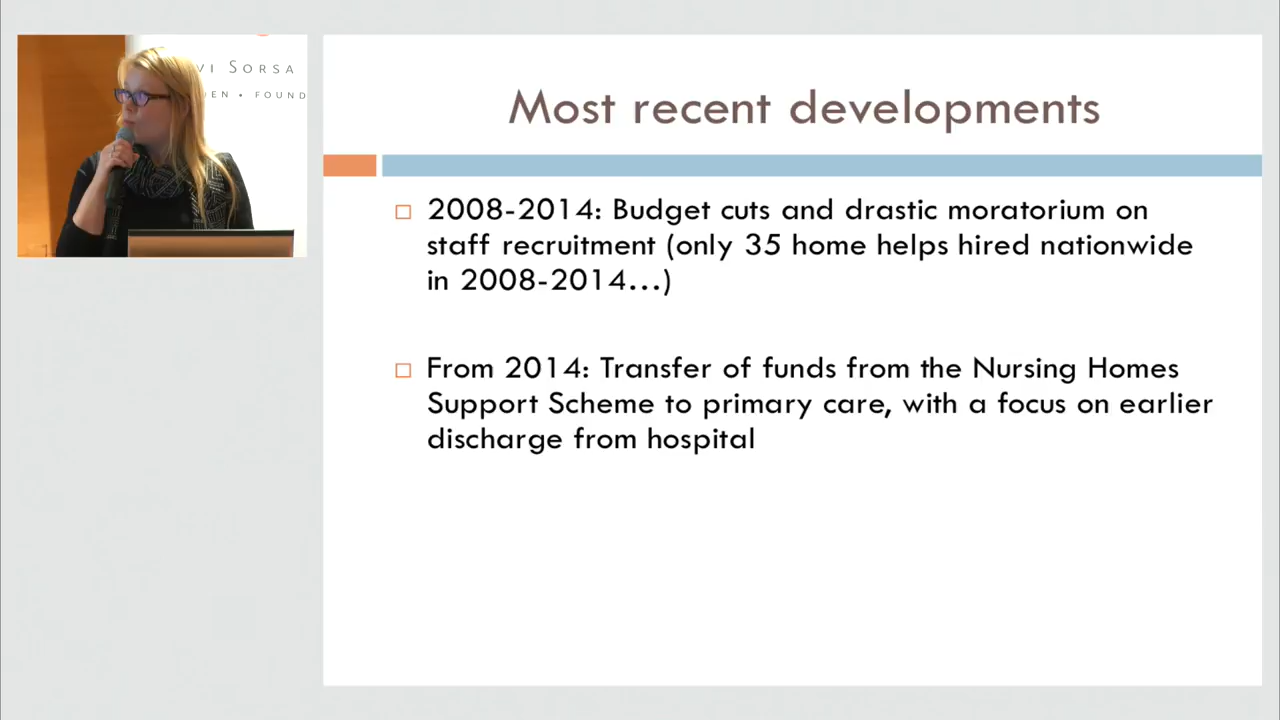 VI SORSA
EN • FOUND
Most recent developments
2008-2014: Budget cuts and drastic moratorium on
staff recruitment (only 35 home helps hired nationwide
in 2008-2014...)
From 2014: Transfer of funds from the Nursing Homes
Support Scheme to primary care, with a focus on earlier
discharge from hospital